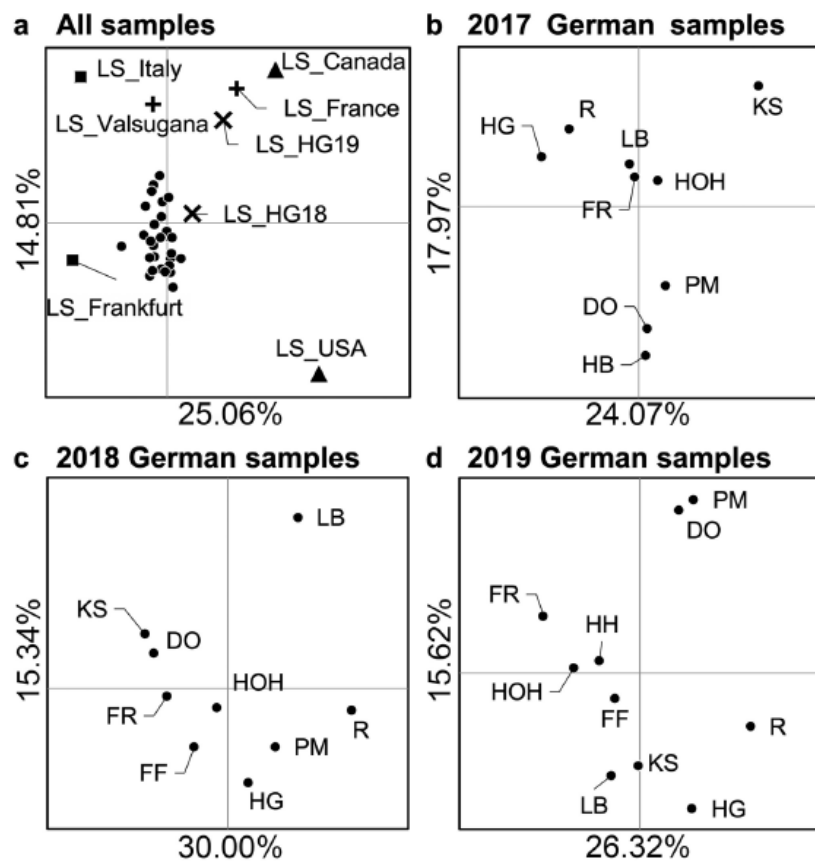 a All samples
LS_Italy
LS_Canada
LS_France
LS_Valsugana
LS_HG19
LS_HG18
LS_Frankfurt
LS_USA
14.81%
25.06%
b 2017 German samples
KS
R
HG
LB
FR
HOH
PM
DO
HB
17.97%
24.07%
c 2018 German samples
LB
KS
DO
HOH
FR
R
FF
PM
HG
15.34%
30.00%
d 2019 German samples
PM
DO
FR
HH
HOH
FF
R
KS
LB
HG
15.62%
26.32%